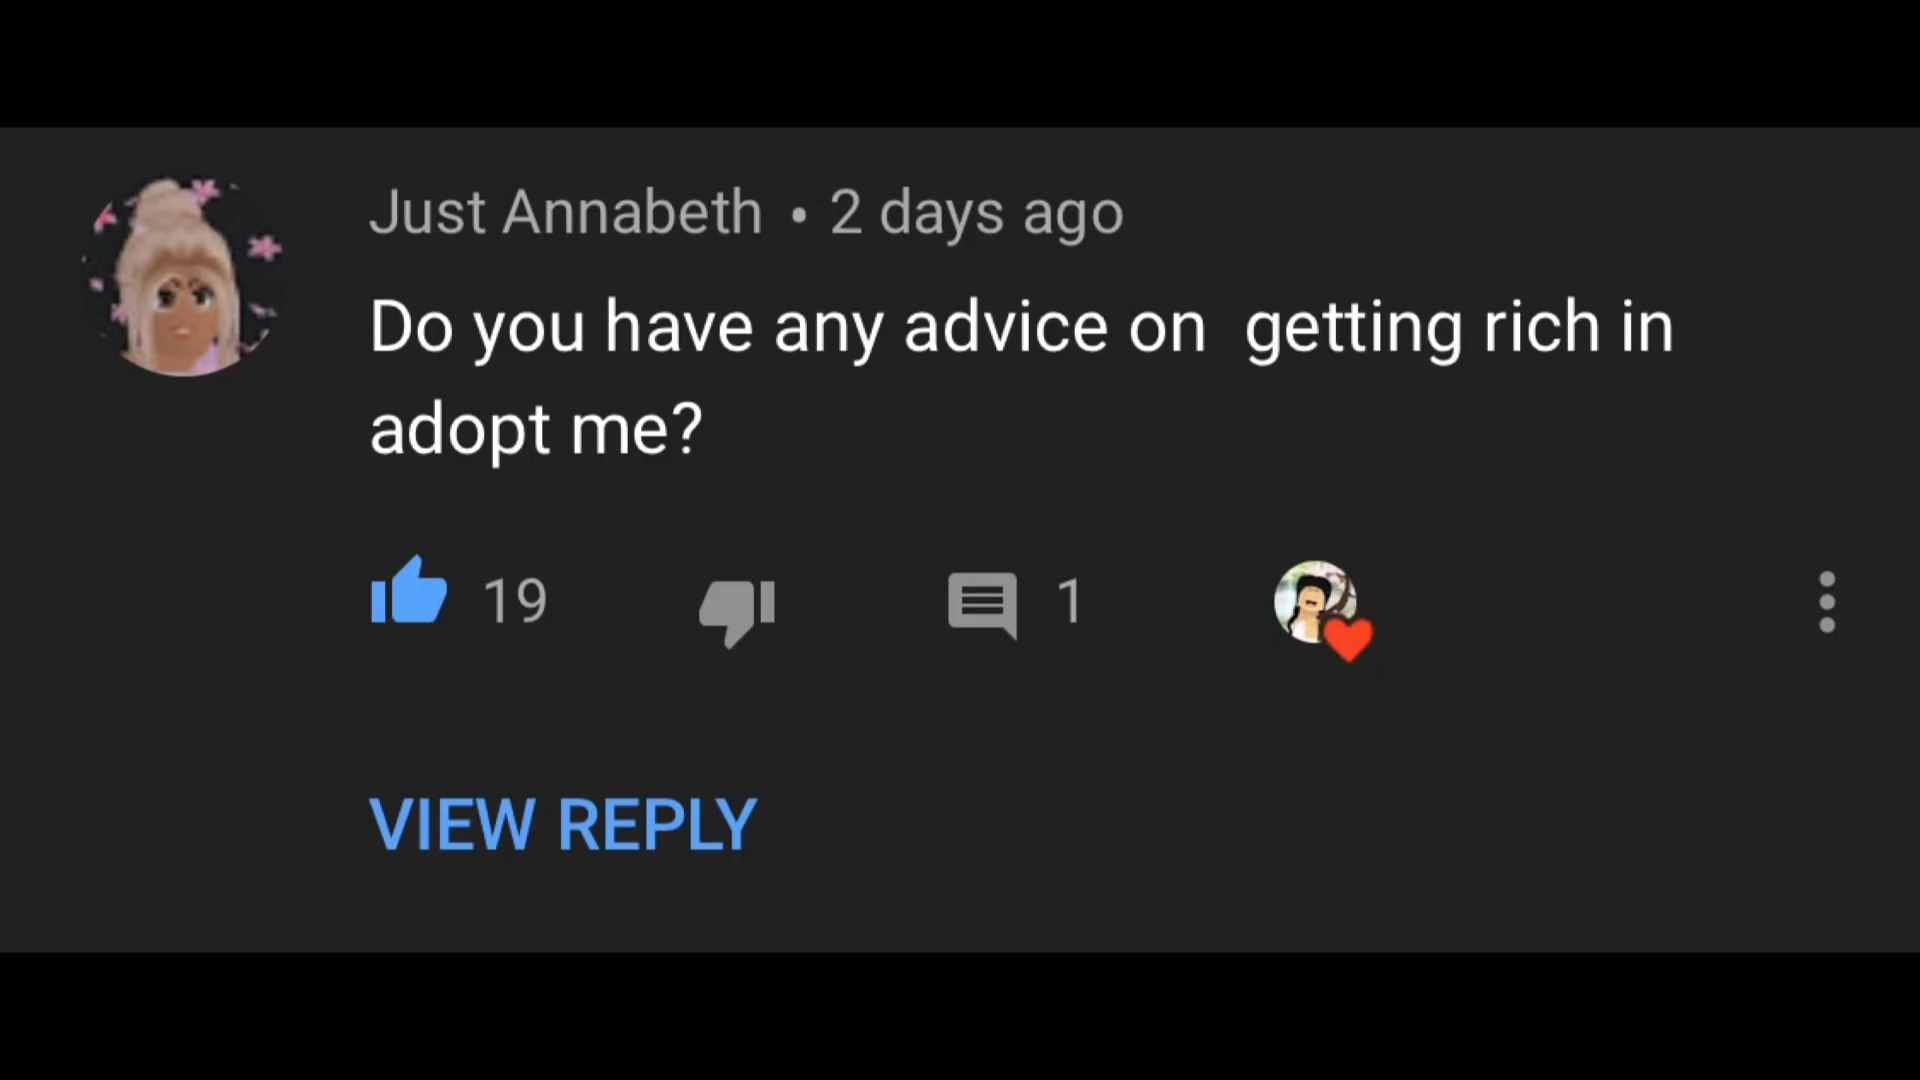 Just Annabeth • 2 days ago
Do you have any advice on  getting rich in
adopt me?
19
1
VIEW REPLY